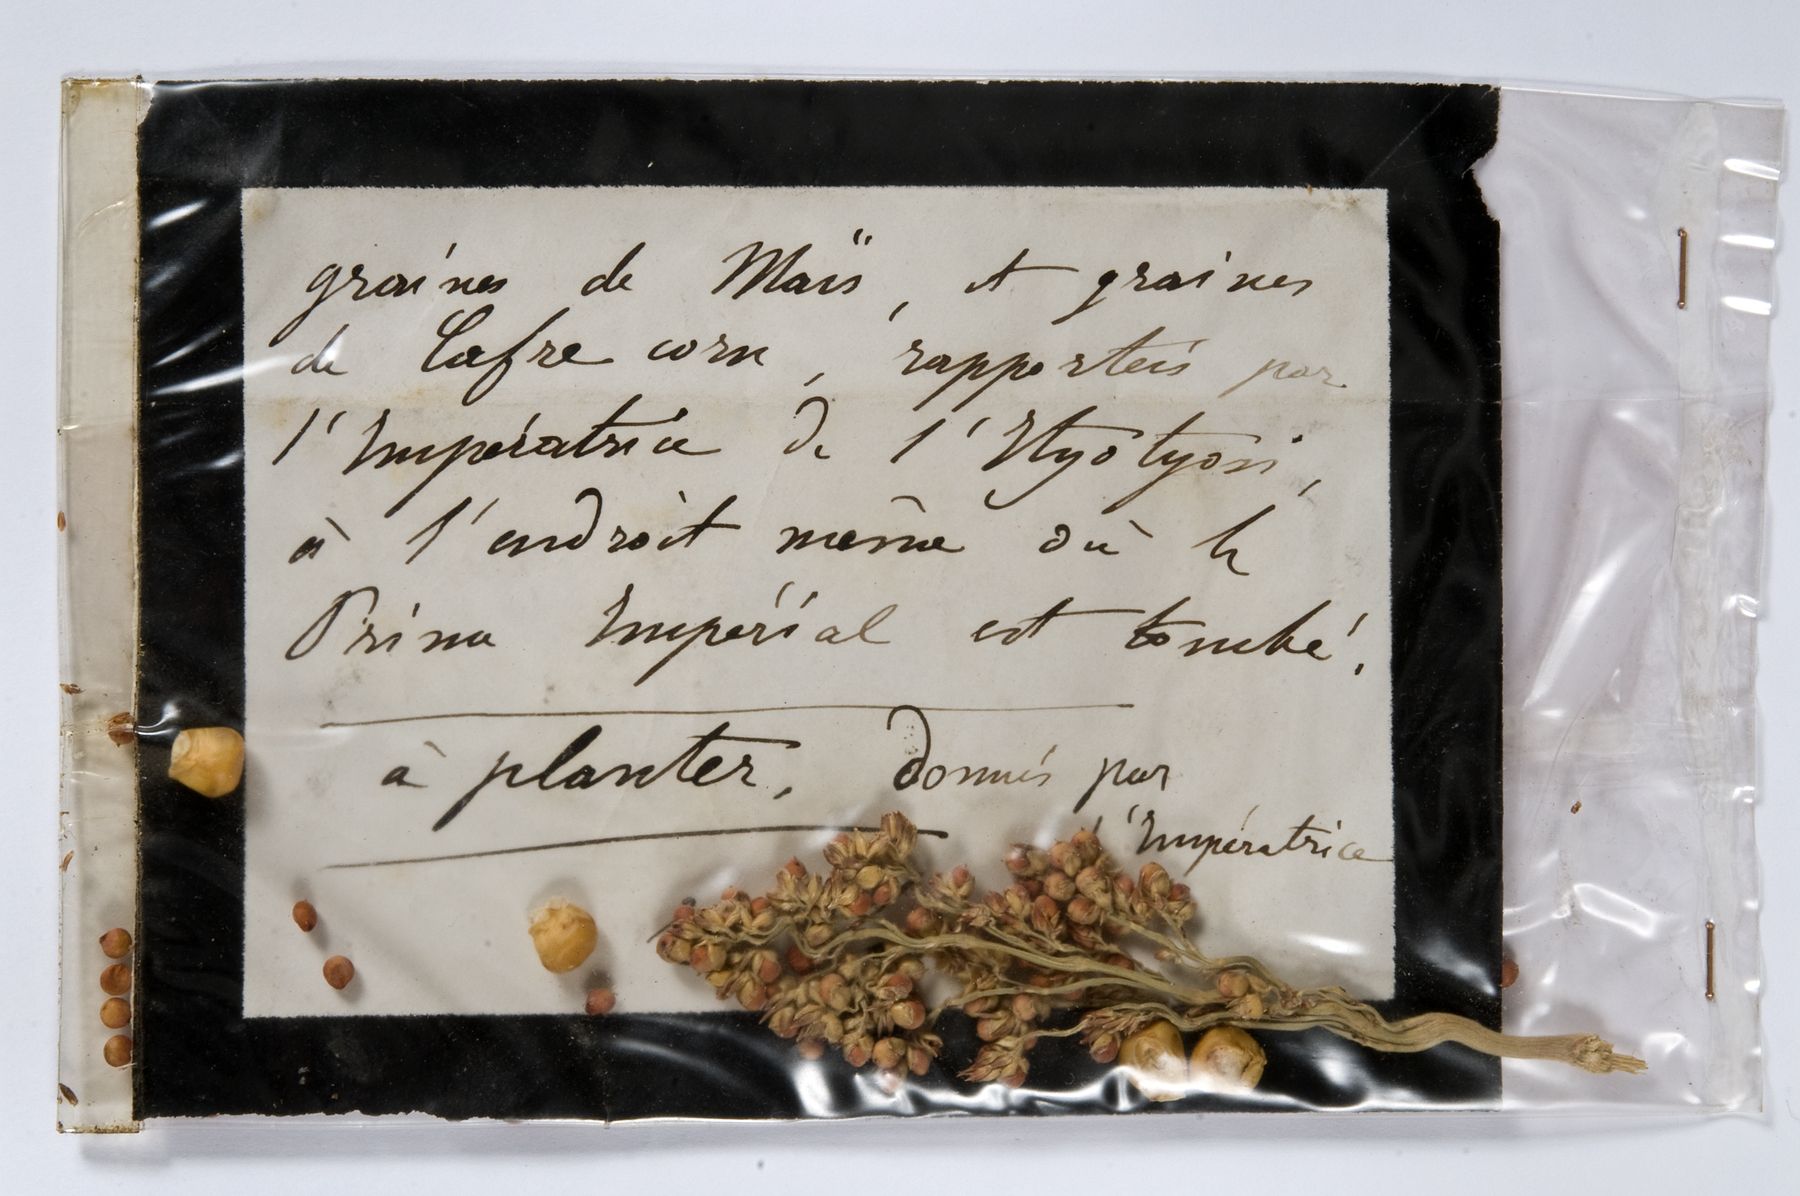 graines de Maïs, et graines
de Cafre corn, rapportés par
l'Impératrice de l'Ityotyosi,
à l'endroit même où le
Prince Impérial est tombé.
à planter, donnés par
l'Impératrice